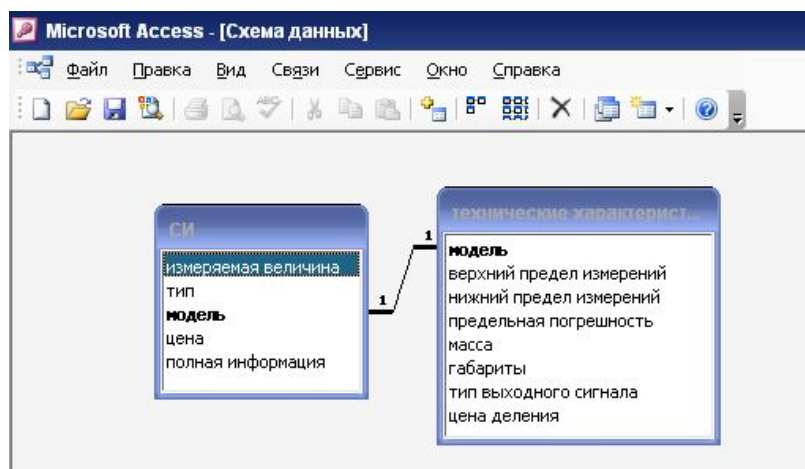 Microsoft Access - [Схема данных]
Файл Правка Вид Связи Сервис Окно Справка
СИ
измеряемая величина
тип
модель
цена
полная информация
1
1
технические характерист...
модель
верхний предел измерений
нижний предел измерений
предельная погрешность
масса
габариты
тип выходного сигнала
цена деления